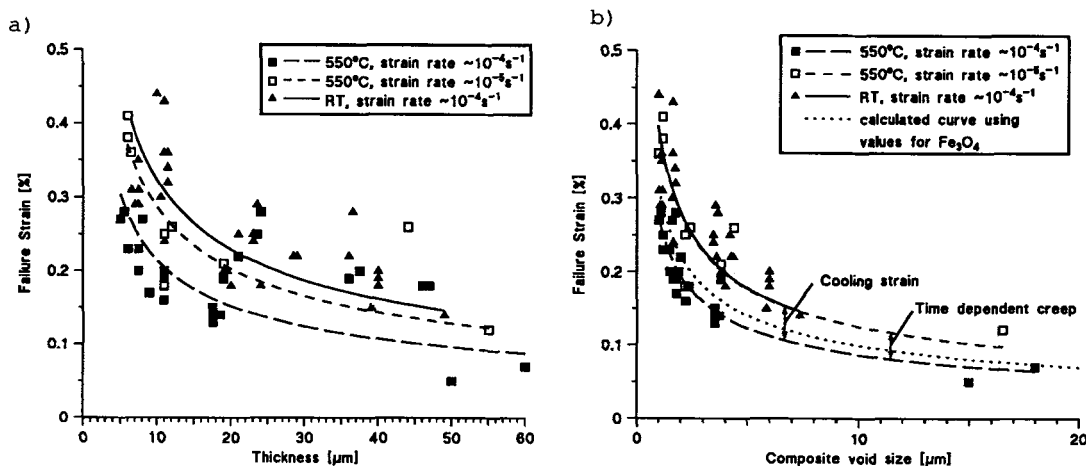 a)
0.5
0.4
0.3
0.2
0.1
0
Failure Strain [%]
550°C, strain rate ~10⁻⁴s⁻¹
550°C, strain rate ~10⁻⁵s⁻¹
RT, strain rate ~10⁻⁴s⁻¹
0 10 20 30 40 50 60
Thickness [µm]
b)
0.5
0.4
0.3
0.2
0.1
0
Failure Strain [%]
550°C, strain rate ~10⁻⁴s⁻¹
550°C, strain rate ~10⁻⁵s⁻¹
RT, strain rate ~10⁻⁴s⁻¹
calculated curve using
values for Fe₃O₄
Cooling strain
Time dependent creep
0 5 10 15 20
Composite void size [µm]